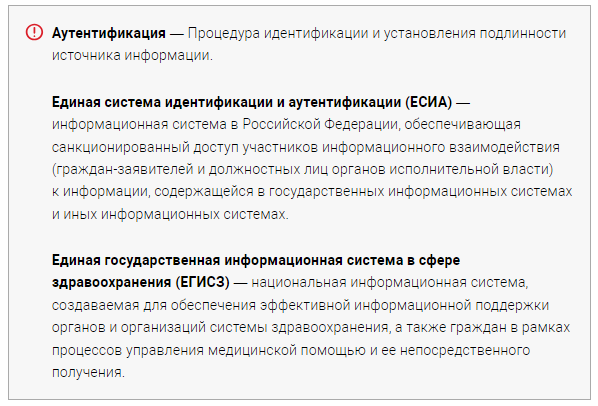 Аутентификация — Процедура идентификации и установления подлинности
источника информации.
Единая система идентификации и аутентификации (ЕСИА) —
информационная система в Российской Федерации, обеспечивающая
санкционированный доступ участников информационного взаимодействия
(граждан-заявителей и должностных лиц органов исполнительной власти)
к информации, содержащейся в государственных информационных системах
и иных информационных системах.
Единая государственная информационная система в сфере
здравоохранения (ЕГИСЗ) — национальная информационная система,
создаваемая для обеспечения эффективной информационной поддержки
органов и организаций системы здравоохранения, а также граждан в рамках
процессов управления медицинской помощью и ее непосредственного
получения.